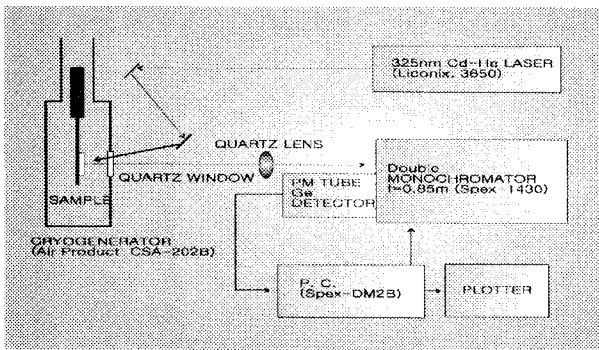 325nm Cd-He LASER
(Liconix. 3650)
QUARTZ LENS
QUARTZ WINDOW
Double
MONOCHROMATOR
f=0.85m (Spex 1430)
PM TUBE
Ge
DETECTOR
SAMPLE
CRYOGENERATOR
(Air Product CSA-202B)
P. C.
(Spex-DM2B)
PLOTTER